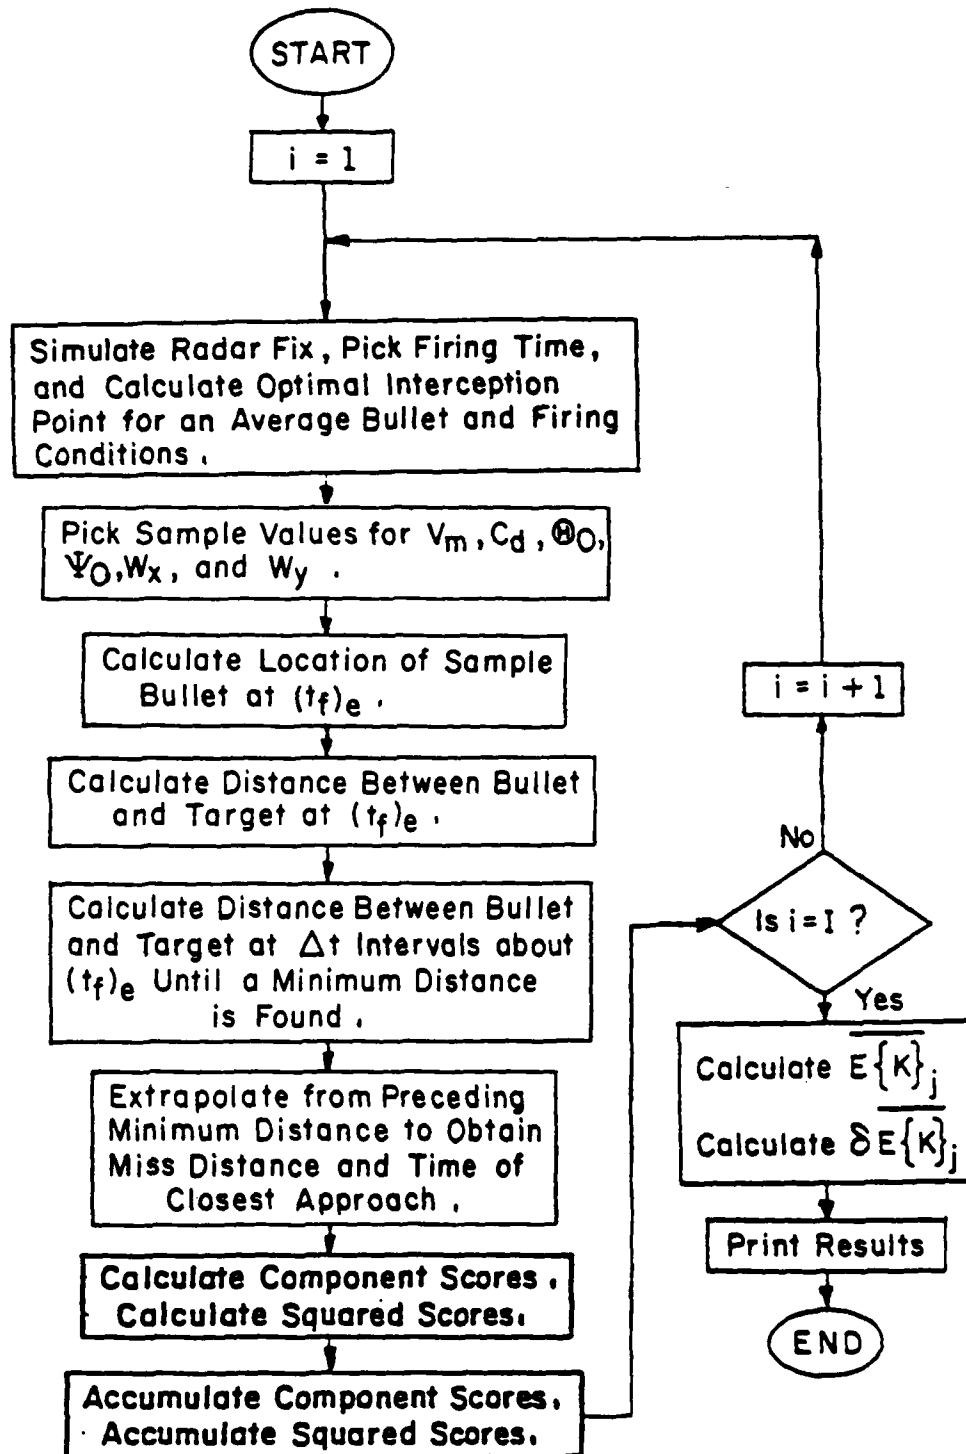 START
i = 1
Simulate Radar Fix, Pick Firing Time,
and Calculate Optimal Interception
Point for an Average Bullet and Firing
Conditions.
Pick Sample Values for Vm, Cd, Θ0,
Ψ0, Wx, and Wy.
Calculate Location of Sample
Bullet at (tf)e.
Calculate Distance Between Bullet
and Target at (tf)e.
Calculate Distance Between Bullet
and Target at Δt Intervals about
(tf)e Until a Minimum Distance
is Found.
Extrapolate from Preceding
Minimum Distance to Obtain
Miss Distance and Time of
Closest Approach.
Calculate Component Scores.
Calculate Squared Scores.
Accumulate Component Scores.
Accumulate Squared Scores.
i = i + 1
No
Is i = I ?
Yes
Calculate E{K}j
Calculate δE{K}j
Print Results
END